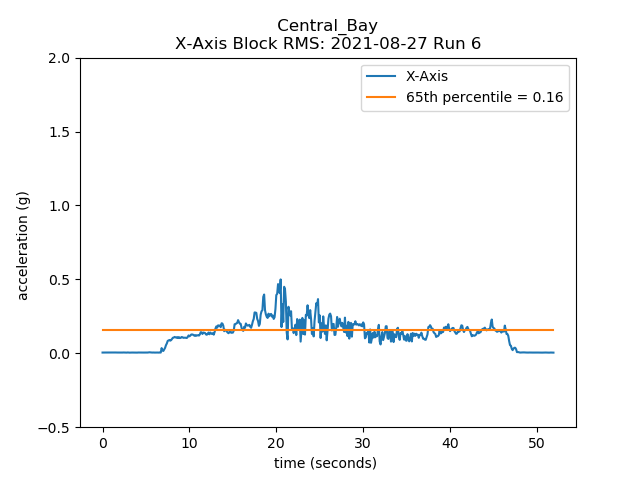 Central_Bay
X-Axis Block RMS: 2021-08-27 Run 6
2.0
1.5
1.0
0.5
0.0
−0.5
acceleration (g)
X-Axis
65th percentile = 0.16
0 10 20 30 40 50
time (seconds)